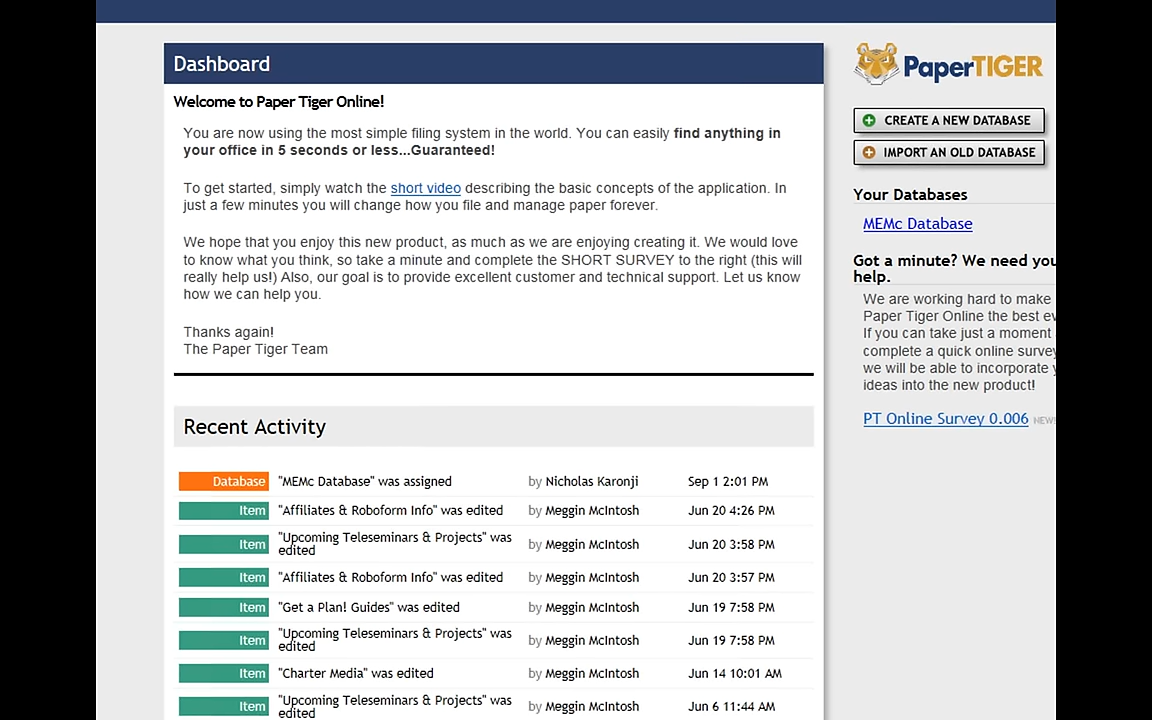 Dashboard
Welcome to Paper Tiger Online!
You are now using the most simple filing system in the world. You can easily find anything in
your office in 5 seconds or less...Guaranteed!
To get started, simply watch the short video describing the basic concepts of the application. In
just a few minutes you will change how you file and manage paper forever.
We hope that you enjoy this new product, as much as we are enjoying creating it. We would love
to know what you think, so take a minute and complete the SHORT SURVEY to the right (this will
really help us!) Also, our goal is to provide excellent customer and technical support. Let us know
how we can help you.
Thanks again!
The Paper Tiger Team
Recent Activity
Database "MEMc Database" was assigned by Nicholas Karonji Sep 1 2:01 PM
Item "Affiliates & Roboform Info" was edited by Meggin McIntosh Jun 20 4:26 PM
Item "Upcoming Teleseminars & Projects" was
edited by Meggin McIntosh Jun 20 3:58 PM
Item "Affiliates & Roboform Info" was edited by Meggin McIntosh Jun 20 3:57 PM
Item "Get a Plan! Guides" was edited by Meggin McIntosh Jun 19 7:58 PM
Item "Upcoming Teleseminars & Projects" was
edited by Meggin McIntosh Jun 19 7:58 PM
Item "Charter Media" was edited by Meggin McIntosh Jun 14 10:01 AM
Item "Upcoming Teleseminars & Projects" was
edited by Meggin McIntosh Jun 6 11:44 AM
PaperTIGER
CREATE A NEW DATABASE
IMPORT AN OLD DATABASE
Your Databases
MEMc Database
Got a minute? We need you
help.
We are working hard to make
Paper Tiger Online the best ev
If you can take just a moment
complete a quick online survey
we will be able to incorporate y
ideas into the new product!
PT Online Survey 0.006 NEW!